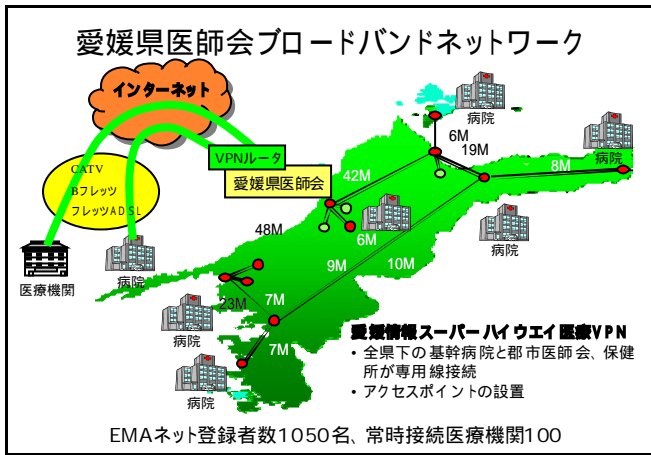 愛媛県医師会ブロードバンドネットワーク
インターネット
VPNルータ
愛媛県医師会
CATV
Bフレッツ
フレッツADSL
医療機関
病院
病院
6M
19M
病院
8M
病院
42M
6M
48M
9M
10M
23M
7M
7M
病院
病院
愛媛情報スーパーハイウエイ医療VPN
・全県下の基幹病院と郡市医師会、保健
所が専用線接続
・アクセスポイントの設置
EMAネット登録者数1050名、常時接続医療機関100